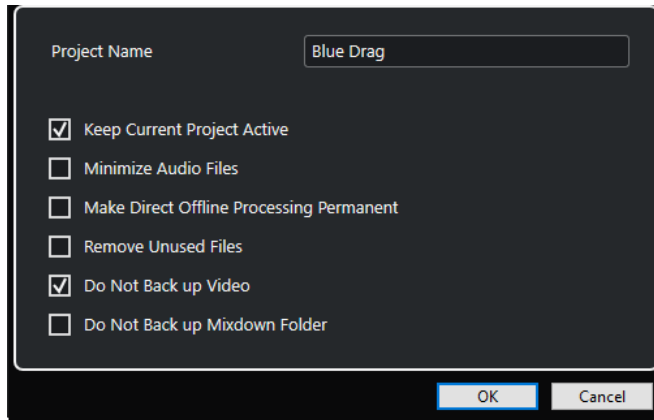 Project Name
Blue Drag
Keep Current Project Active
Minimize Audio Files
Make Direct Offline Processing Permanent
Remove Unused Files
Do Not Back up Video
Do Not Back up Mixdown Folder
OK
Cancel